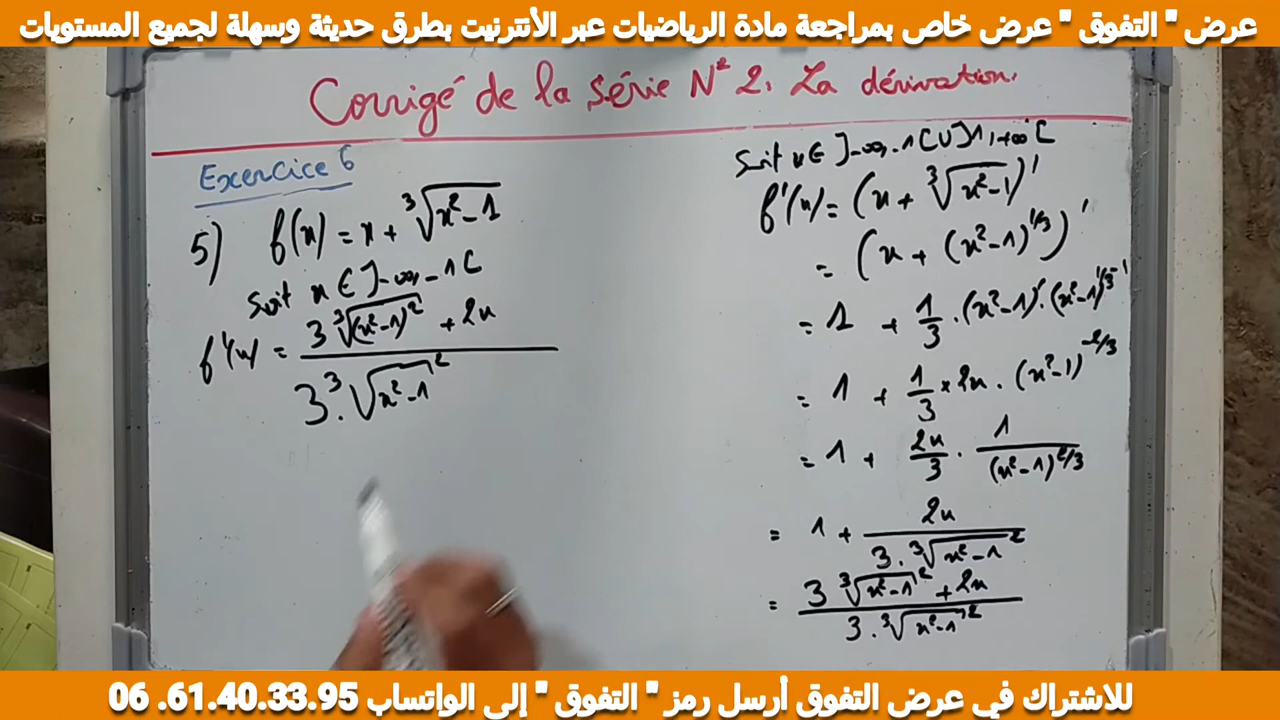 عرض " التفوق " عرض خاص بمراجعة مادة الرياضيات عبر الأنترنيت بطرق حديثة وسهلة لجميع المستويات
Corrigé de la série N° 2. La dérivation.
Exercice 6
5) f(x) = x + ∛(x²-1)
Soit x ∈ ]-∞, -1[
f'(x) = (3∛(x²-1)² + 2x) / (3.∛(x²-1)²)
Soit x ∈ ]-∞, -1[ ∪ ]1, +∞[
f'(x) = (x + ∛(x²-1))'
= (x + (x²-1)^1/3)'
= 1 + 1/3 . (x²-1)' . (x²-1)^1/3-1
= 1 + 1/3 × 2x . (x²-1)^-2/3
= 1 + 2x/3 . 1/(x²-1)^2/3
= 1 + 2x/(3.∛(x²-1)²)
= (3∛(x²-1)² + 2x)/(3.∛(x²-1)²)
للاشتراك في عرض التفوق أرسل رمز " التفوق " إلى الواتساب 06.61.40.33.95